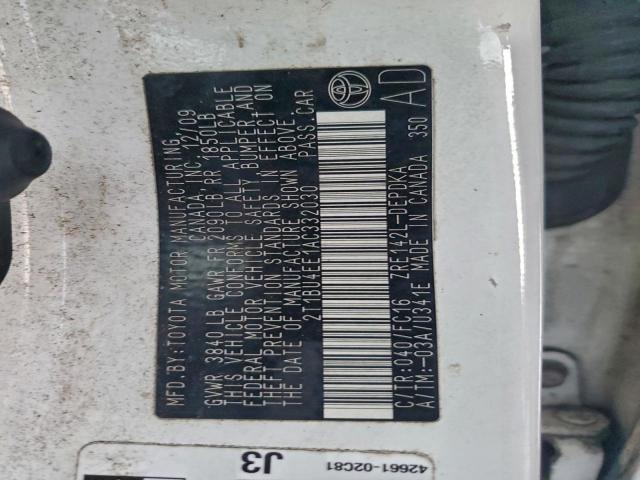 MFD.BY:TOYOTA MOTOR MANUFACTURING,
CANADA, INC. 12/09
GVWR 3840 LB GAWR FR 2090LB RR 1850LB
THIS VEHICLE CONFORMS TO ALL APPLICABLE
FEDERAL MOTOR VEHICLE SAFETY, BUMPER, AND
THEFT PREVENTION STANDARDS IN EFFECT ON
THE DATE OF MANUFACTURE SHOWN ABOVE.
2T1BU4EE1AC332030 PASS.CAR
C/TR:040/FC16 ZRE142L-DEPDKA
A/TM:-03A/U341E MADE IN CANADA 350
AD
J3
42661-02C81